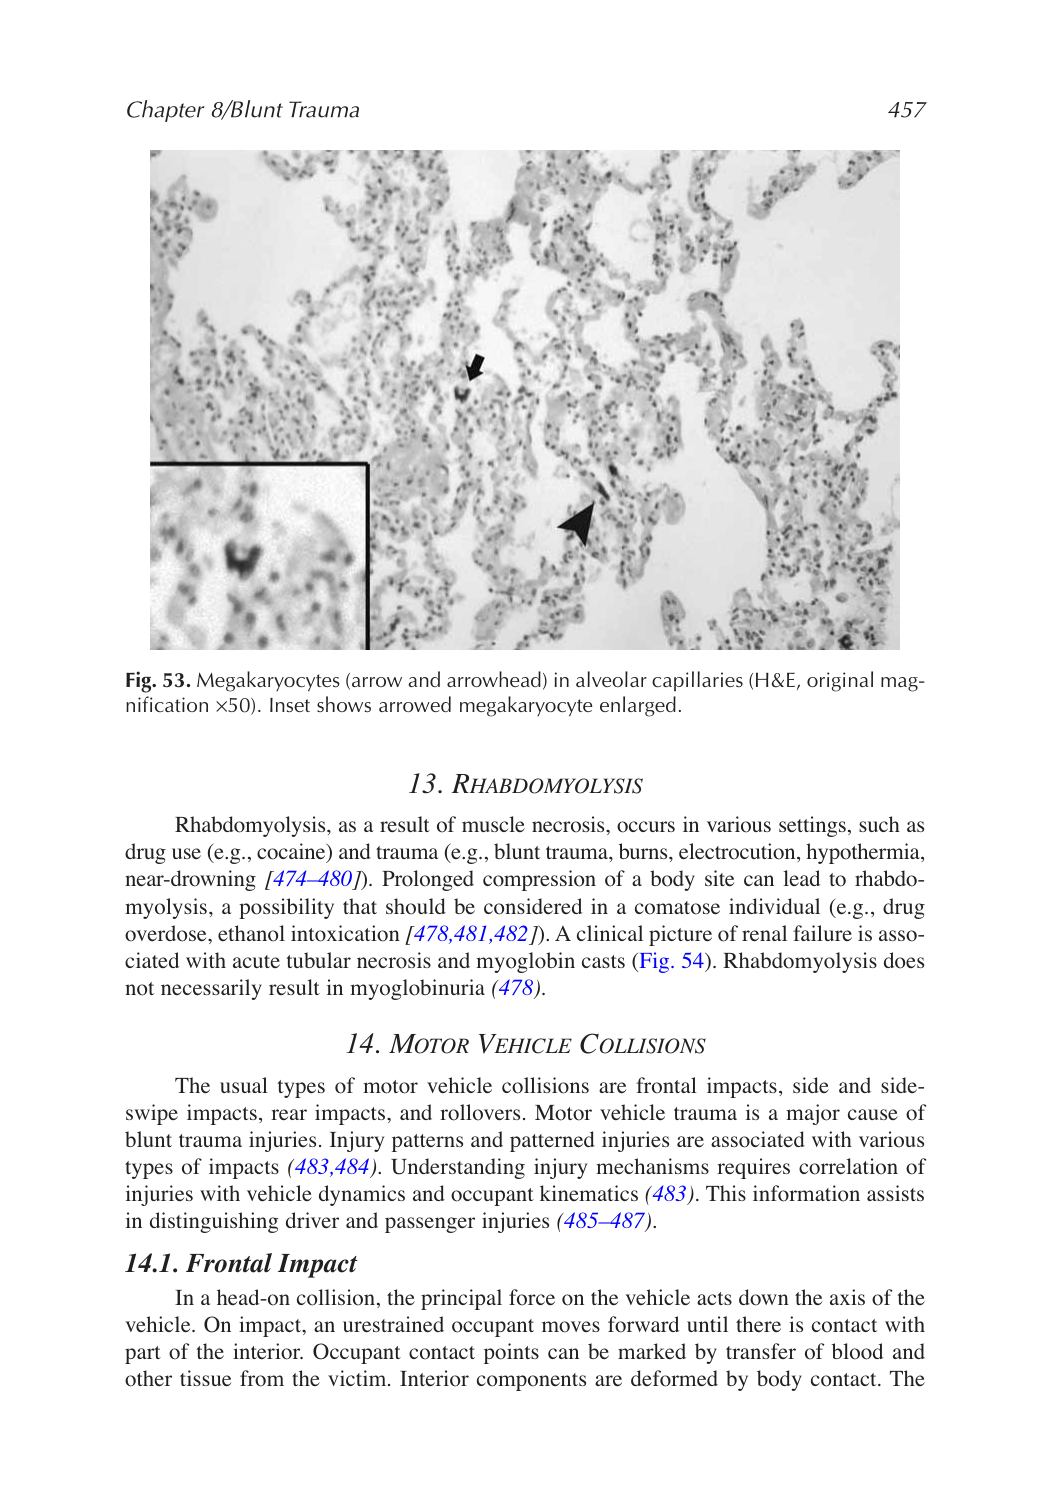 Chapter 8/Blunt Trauma 457
Fig. 53. Megakaryocytes (arrow and arrowhead) in alveolar capillaries (H&E, original mag-
nification ×50). Inset shows arrowed megakaryocyte enlarged.
13. RHABDOMYOLYSIS
Rhabdomyolysis, as a result of muscle necrosis, occurs in various settings, such as
drug use (e.g., cocaine) and trauma (e.g., blunt trauma, burns, electrocution, hypothermia,
near-drowning [474–480]). Prolonged compression of a body site can lead to rhabdo-
myolysis, a possibility that should be considered in a comatose individual (e.g., drug
overdose, ethanol intoxication [478,481,482]). A clinical picture of renal failure is asso-
ciated with acute tubular necrosis and myoglobin casts (Fig. 54). Rhabdomyolysis does
not necessarily result in myoglobinuria (478).
14. MOTOR VEHICLE COLLISIONS
The usual types of motor vehicle collisions are frontal impacts, side and side-
swipe impacts, rear impacts, and rollovers. Motor vehicle trauma is a major cause of
blunt trauma injuries. Injury patterns and patterned injuries are associated with various
types of impacts (483,484). Understanding injury mechanisms requires correlation of
injuries with vehicle dynamics and occupant kinematics (483). This information assists
in distinguishing driver and passenger injuries (485–487).
14.1. Frontal Impact
In a head-on collision, the principal force on the vehicle acts down the axis of the
vehicle. On impact, an urestrained occupant moves forward until there is contact with
part of the interior. Occupant contact points can be marked by transfer of blood and
other tissue from the victim. Interior components are deformed by body contact. The